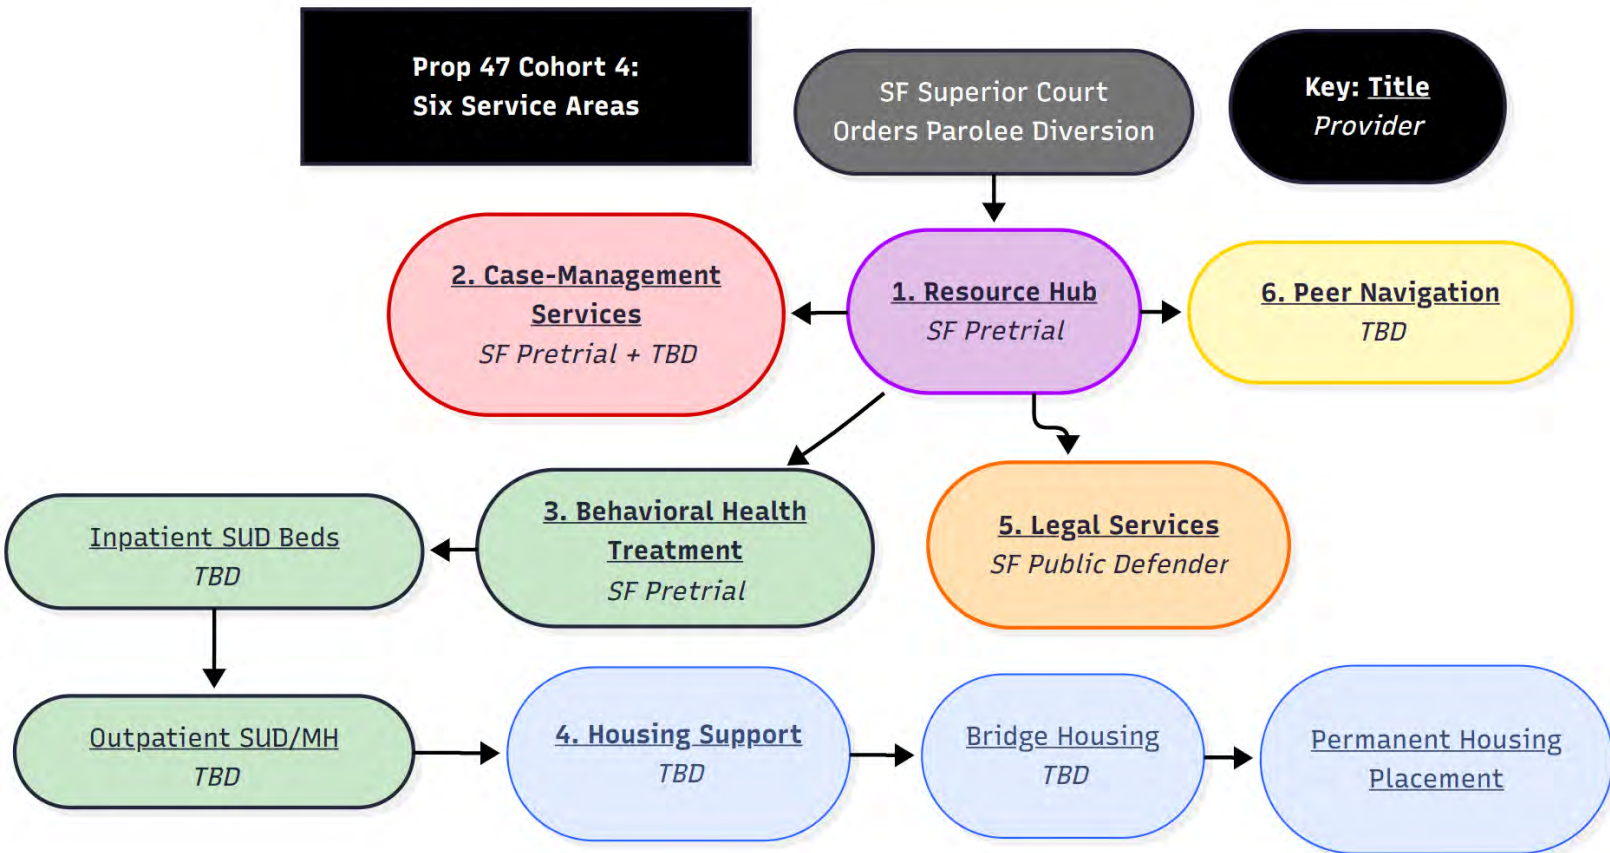 Prop 47 Cohort 4:
Six Service Areas
SF Superior Court
Orders Parolee Diversion
Key: Title
Provider
2. Case-Management
Services
SF Pretrial + TBD
1. Resource Hub
SF Pretrial
6. Peer Navigation
TBD
Inpatient SUD Beds
TBD
3. Behavioral Health
Treatment
SF Pretrial
5. Legal Services
SF Public Defender
Outpatient SUD/MH
TBD
4. Housing Support
TBD
Bridge Housing
TBD
Permanent Housing
Placement